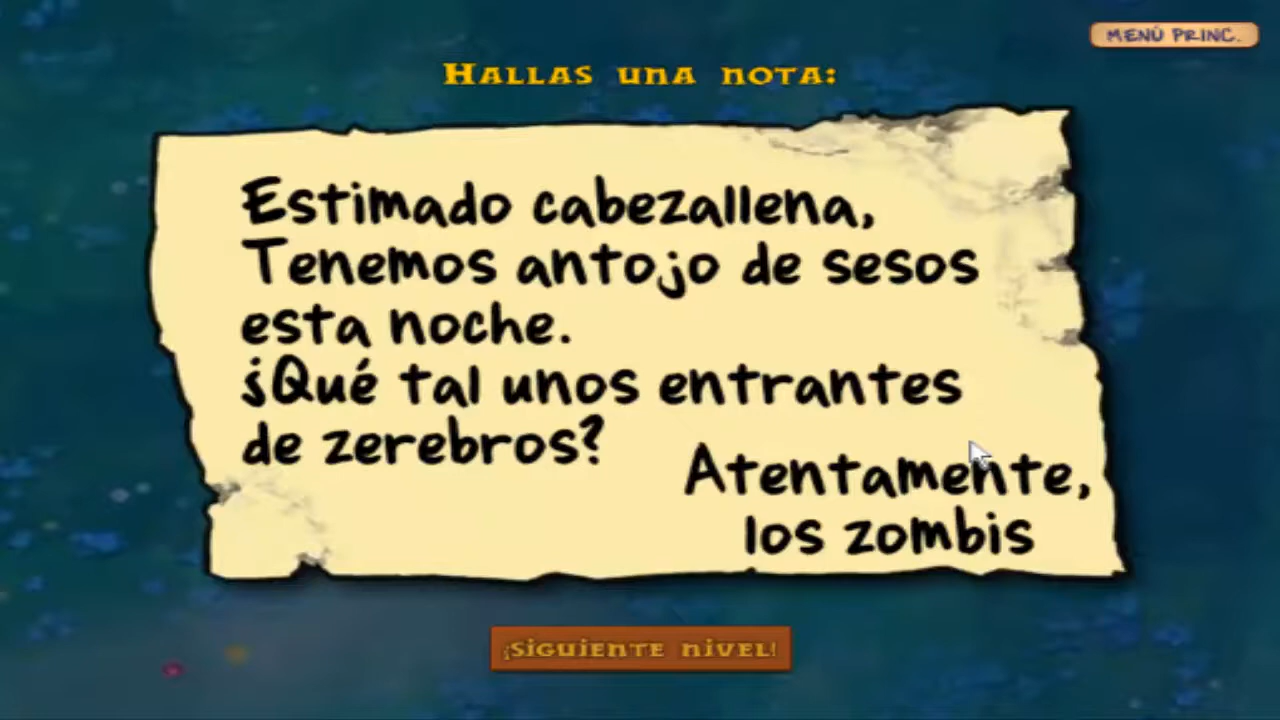 MENÚ PRINC.
HALLAS UNA NOTA:
Estimado cabezallena,
Tenemos antojo de sesos
esta noche.
¿Qué tal unos entrantes
de zerebros?
Atentamente,
los zombis
¡SIGUIENTE NIVEL!